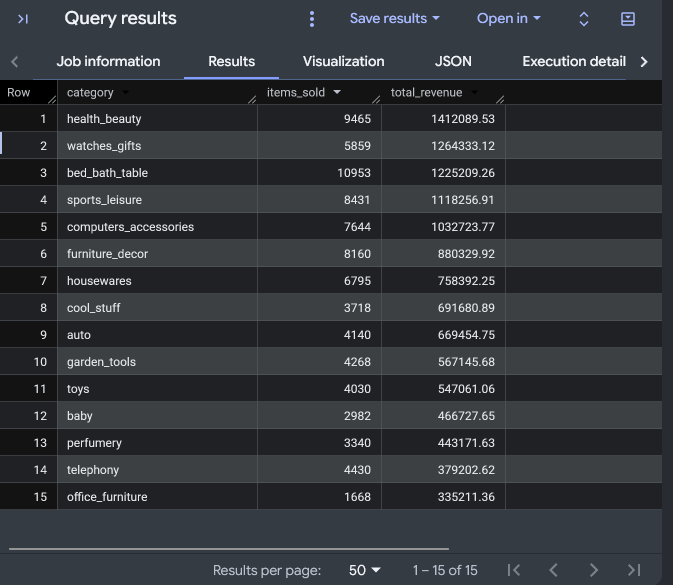 Query results Save results Open in
Job information Results Visualization JSON Execution detail
Row category items_sold total_revenue
1 health_beauty 9465 1412089.53
2 watches_gifts 5859 1264333.12
3 bed_bath_table 10953 1225209.26
4 sports_leisure 8431 1118256.91
5 computers_accessories 7644 1032723.77
6 furniture_decor 8160 880329.92
7 housewares 6795 758392.25
8 cool_stuff 3718 691680.89
9 auto 4140 669454.75
10 garden_tools 4268 567145.68
11 toys 4030 547061.06
12 baby 2982 466727.65
13 perfumery 3340 443171.63
14 telephony 4430 379202.62
15 office_furniture 1668 335211.36
Results per page: 50 1 – 15 of 15